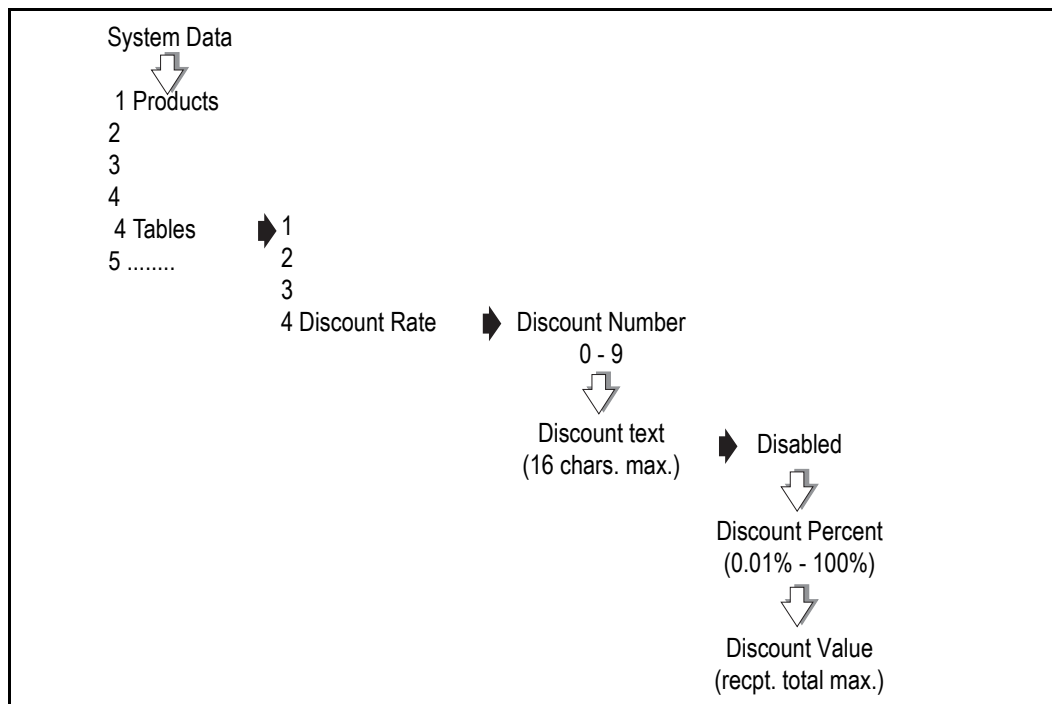 System Data
1 Products
2
3
4
4 Tables 1
5 ........ 2
3
4 Discount Rate Discount Number
0 - 9
Discount text Disabled
(16 chars. max.)
Discount Percent
(0.01% - 100%)
Discount Value
(recpt. total max.)